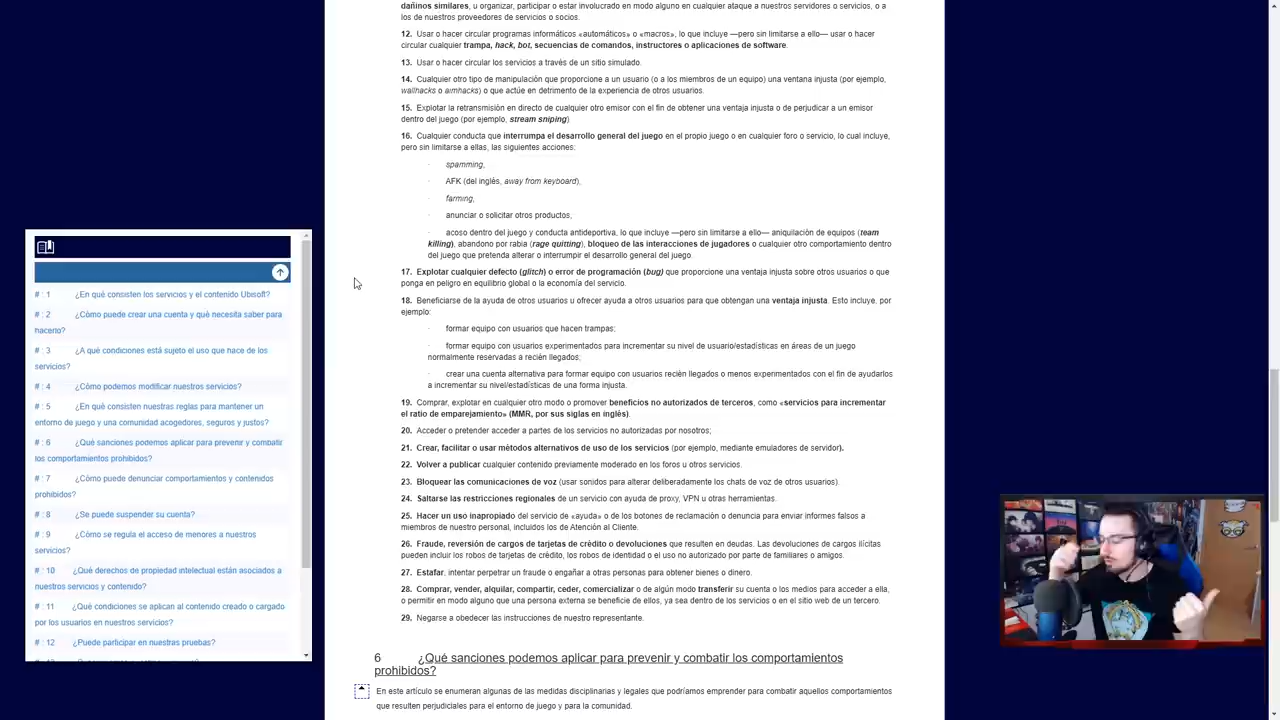 dañinos similares, u organizar, participar o estar involucrado en modo alguno en cualquier ataque a nuestros servidores o servicios, o a
los de nuestros proveedores de servicios o socios.
12. Usar o hacer circular programas informáticos «automáticos» o «macros», lo que incluye —pero sin limitarse a ello— usar o hacer
circular cualquier trampa, hack, bot, secuencias de comandos, instructores o aplicaciones de software.
13. Usar o hacer circular los servicios a través de un sitio simulado.
14. Cualquier otro tipo de manipulación que proporcione a un usuario (o a los miembros de un equipo) una ventana injusta (por ejemplo,
wallhacks o aimhacks) o que actúe en detrimento de la experiencia de otros usuarios.
15. Explotar la retransmisión en directo de cualquier otro emisor con el fin de obtener una ventaja injusta o de perjudicar a un emisor
dentro del juego (por ejemplo, stream sniping)
16. Cualquier conducta que interrumpa el desarrollo general del juego en el propio juego o en cualquier foro o servicio, lo cual incluye,
pero sin limitarse a ellas, las siguientes acciones:
· spamming,
· AFK (del inglés, away from keyboard),
· farming,
· anunciar o solicitar otros productos,
· acoso dentro del juego y conducta antideportiva, lo que incluye —pero sin limitarse a ello— aniquilación de equipos (team
killing), abandono por rabia (rage quitting), bloqueo de las interacciones de jugadores o cualquier otro comportamiento dentro
del juego que pretenda alterar o interrumpir el desarrollo general del juego
17. Explotar cualquier defecto (glitch) o error de programación (bug) que proporcione una ventaja injusta sobre otros usuarios o que
ponga en peligro en equilibrio global o la economía del servicio.
18. Beneficiarse de la ayuda de otros usuarios u ofrecer ayuda a otros usuarios para que obtengan una ventaja injusta. Esto incluye, por
ejemplo:
· formar equipo con usuarios que hacen trampas;
· formar equipo con usuarios experimentados para incrementar su nivel de usuario/estadísticas en áreas de un juego
normalmente reservadas a recién llegados;
· crear una cuenta alternativa para formar equipo con usuarios recién llegados o menos experimentados con el fin de ayudarlos
a incrementar su nivel/estadísticas de una forma injusta.
19. Comprar, explotar en cualquier otro modo o promover beneficios no autorizados de terceros, como «servicios para incrementar
el ratio de emparejamiento» (MMR, por sus siglas en inglés).
20. Acceder o pretender acceder a partes de los servicios no autorizadas por nosotros;
21. Crear, facilitar o usar métodos alternativos de uso de los servicios (por ejemplo, mediante emuladores de servidor).
22. Volver a publicar cualquier contenido previamente moderado en los foros u otros servicios.
23. Bloquear las comunicaciones de voz (usar sonidos para alterar deliberadamente los chats de voz de otros usuarios).
24. Saltarse las restricciones regionales de un servicio con ayuda de proxy, VPN u otras herramientas.
25. Hacer un uso inapropiado del servicio de «ayuda» o de los botones de reclamación o denuncia para enviar informes falsos a
miembros de nuestro personal, incluidos los de Atención al Cliente.
26. Fraude, reversión de cargos de tarjetas de crédito o devoluciones que resulten en deudas. Las devoluciones de cargos ilícitas
pueden incluir los robos de tarjetas de crédito, los robos de identidad o el uso no autorizado por parte de familiares o amigos.
27. Estafar, intentar perpetrar un fraude o engañar a otras personas para obtener bienes o dinero.
28. Comprar, vender, alquilar, compartir, ceder, comercializar o de algún modo transferir su cuenta o los medios para acceder a ella,
o permitir en modo alguno que una persona externa se beneficie de ellos, ya sea dentro de los servicios o en el sitio web de un tercero.
29. Negarse a obedecer las instrucciones de nuestro representante.
6 ¿Qué sanciones podemos aplicar para prevenir y combatir los comportamientos
prohibidos?
En este artículo se enumeran algunas de las medidas disciplinarias y legales que podríamos emprender para combatir aquellos comportamientos
que resulten perjudiciales para el entorno de juego y para la comunidad.
# : 1 ¿En qué consisten los servicios y el contenido Ubisoft?
# : 2 ¿Cómo puede crear una cuenta y qué necesita saber para
hacerlo?
# : 3 ¿A qué condiciones está sujeto el uso que hace de los
servicios?
# : 4 ¿Cómo podemos modificar nuestros servicios?
# : 5 ¿En qué consisten nuestras reglas para mantener un
entorno de juego y una comunidad acogedores, seguros y justos?
# : 6 ¿Qué sanciones podemos aplicar para prevenir y combatir
los comportamientos prohibidos?
# : 7 ¿Cómo puede denunciar comportamientos y contenidos
prohibidos?
# : 8 ¿Se puede suspender su cuenta?
# : 9 ¿Cómo se regula el acceso de menores a nuestros
servicios?
# : 10 ¿Qué derechos de propiedad intelectual están asociados a
nuestros servicios y contenido?
# : 11 ¿Qué condiciones se aplican al contenido creado o cargado
por los usuarios en nuestros servicios?
# : 12 ¿Puede participar en nuestras pruebas?